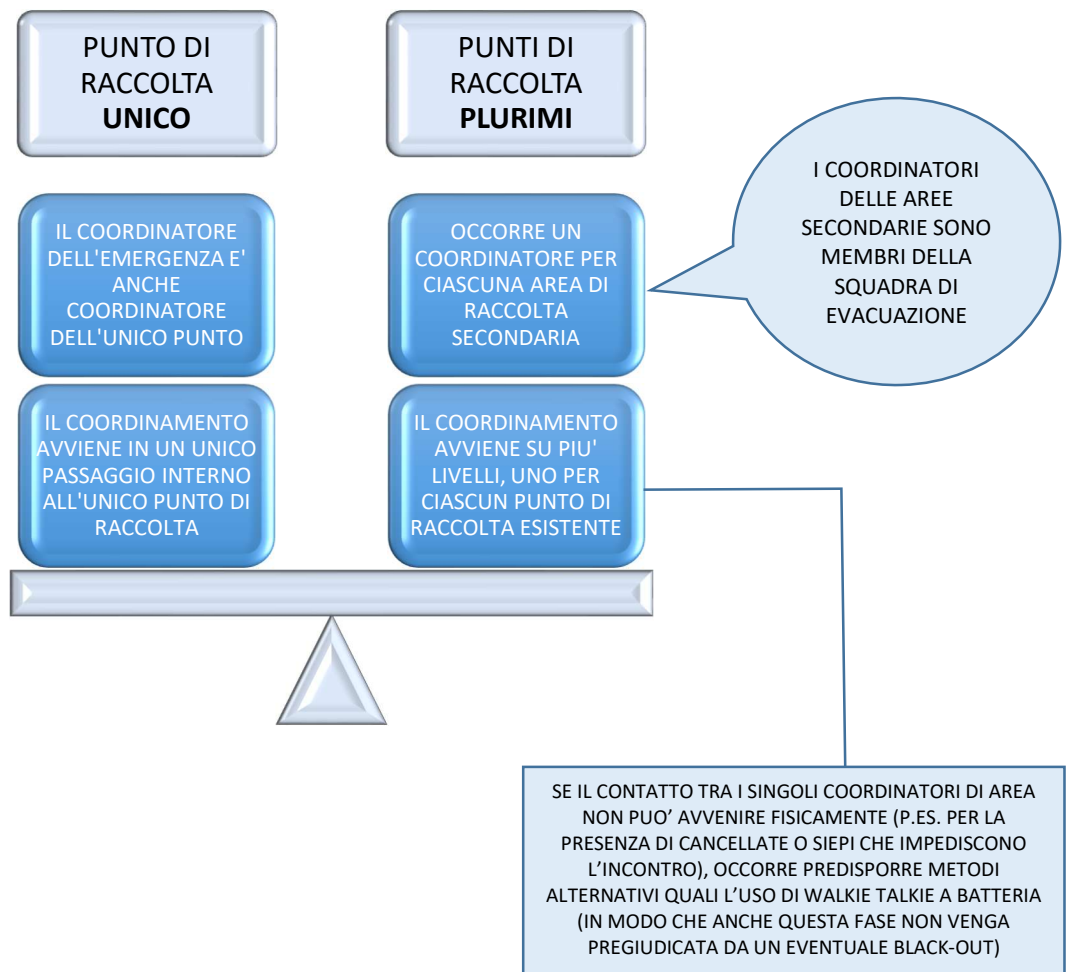 PUNTO DI
RACCOLTA
UNICO
IL COORDINATORE
DELL'EMERGENZA E'
ANCHE
COORDINATORE
DELL'UNICO PUNTO
IL COORDINAMENTO
AVVIENE IN UN UNICO
PASSAGGIO INTERNO
ALL'UNICO PUNTO DI
RACCOLTA
PUNTI DI
RACCOLTA
PLURIMI
OCCORRE UN
COORDINATORE PER
CIASCUNA AREA DI
RACCOLTA
SECONDARIA
IL COORDINAMENTO
AVVIENE SU PIU'
LIVELLI, UNO PER
CIASCUN PUNTO DI
RACCOLTA ESISTENTE
I COORDINATORI
DELLE AREE
SECONDARIE SONO
MEMBRI DELLA
SQUADRA DI
EVACUAZIONE
SE IL CONTATTO TRA I SINGOLI COORDINATORI DI AREA
NON PUO’ AVVENIRE FISICAMENTE (P.ES. PER LA
PRESENZA DI CANCELLATE O SIEPI CHE IMPEDISCONO
L’INCONTRO), OCCORRE PREDISPORRE METODI
ALTERNATIVI QUALI L’USO DI WALKIE TALKIE A BATTERIA
(IN MODO CHE ANCHE QUESTA FASE NON VENGA
PREGIUDICATA DA UN EVENTUALE BLACK-OUT)